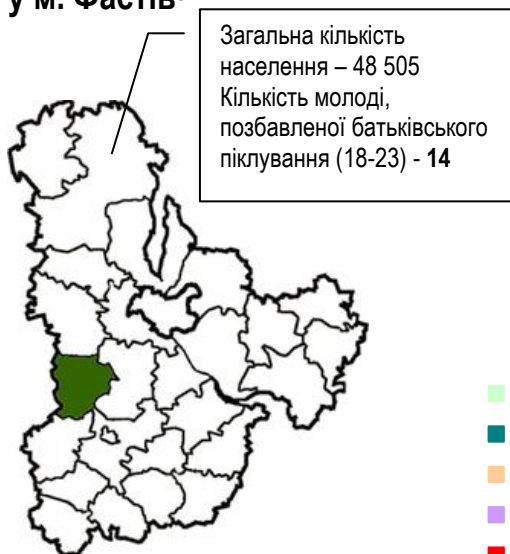 у м. Фастів
Загальна кількість
населення – 48 505
Кількість молоді,
позбавленої батьківського
піклування (18-23) - 14